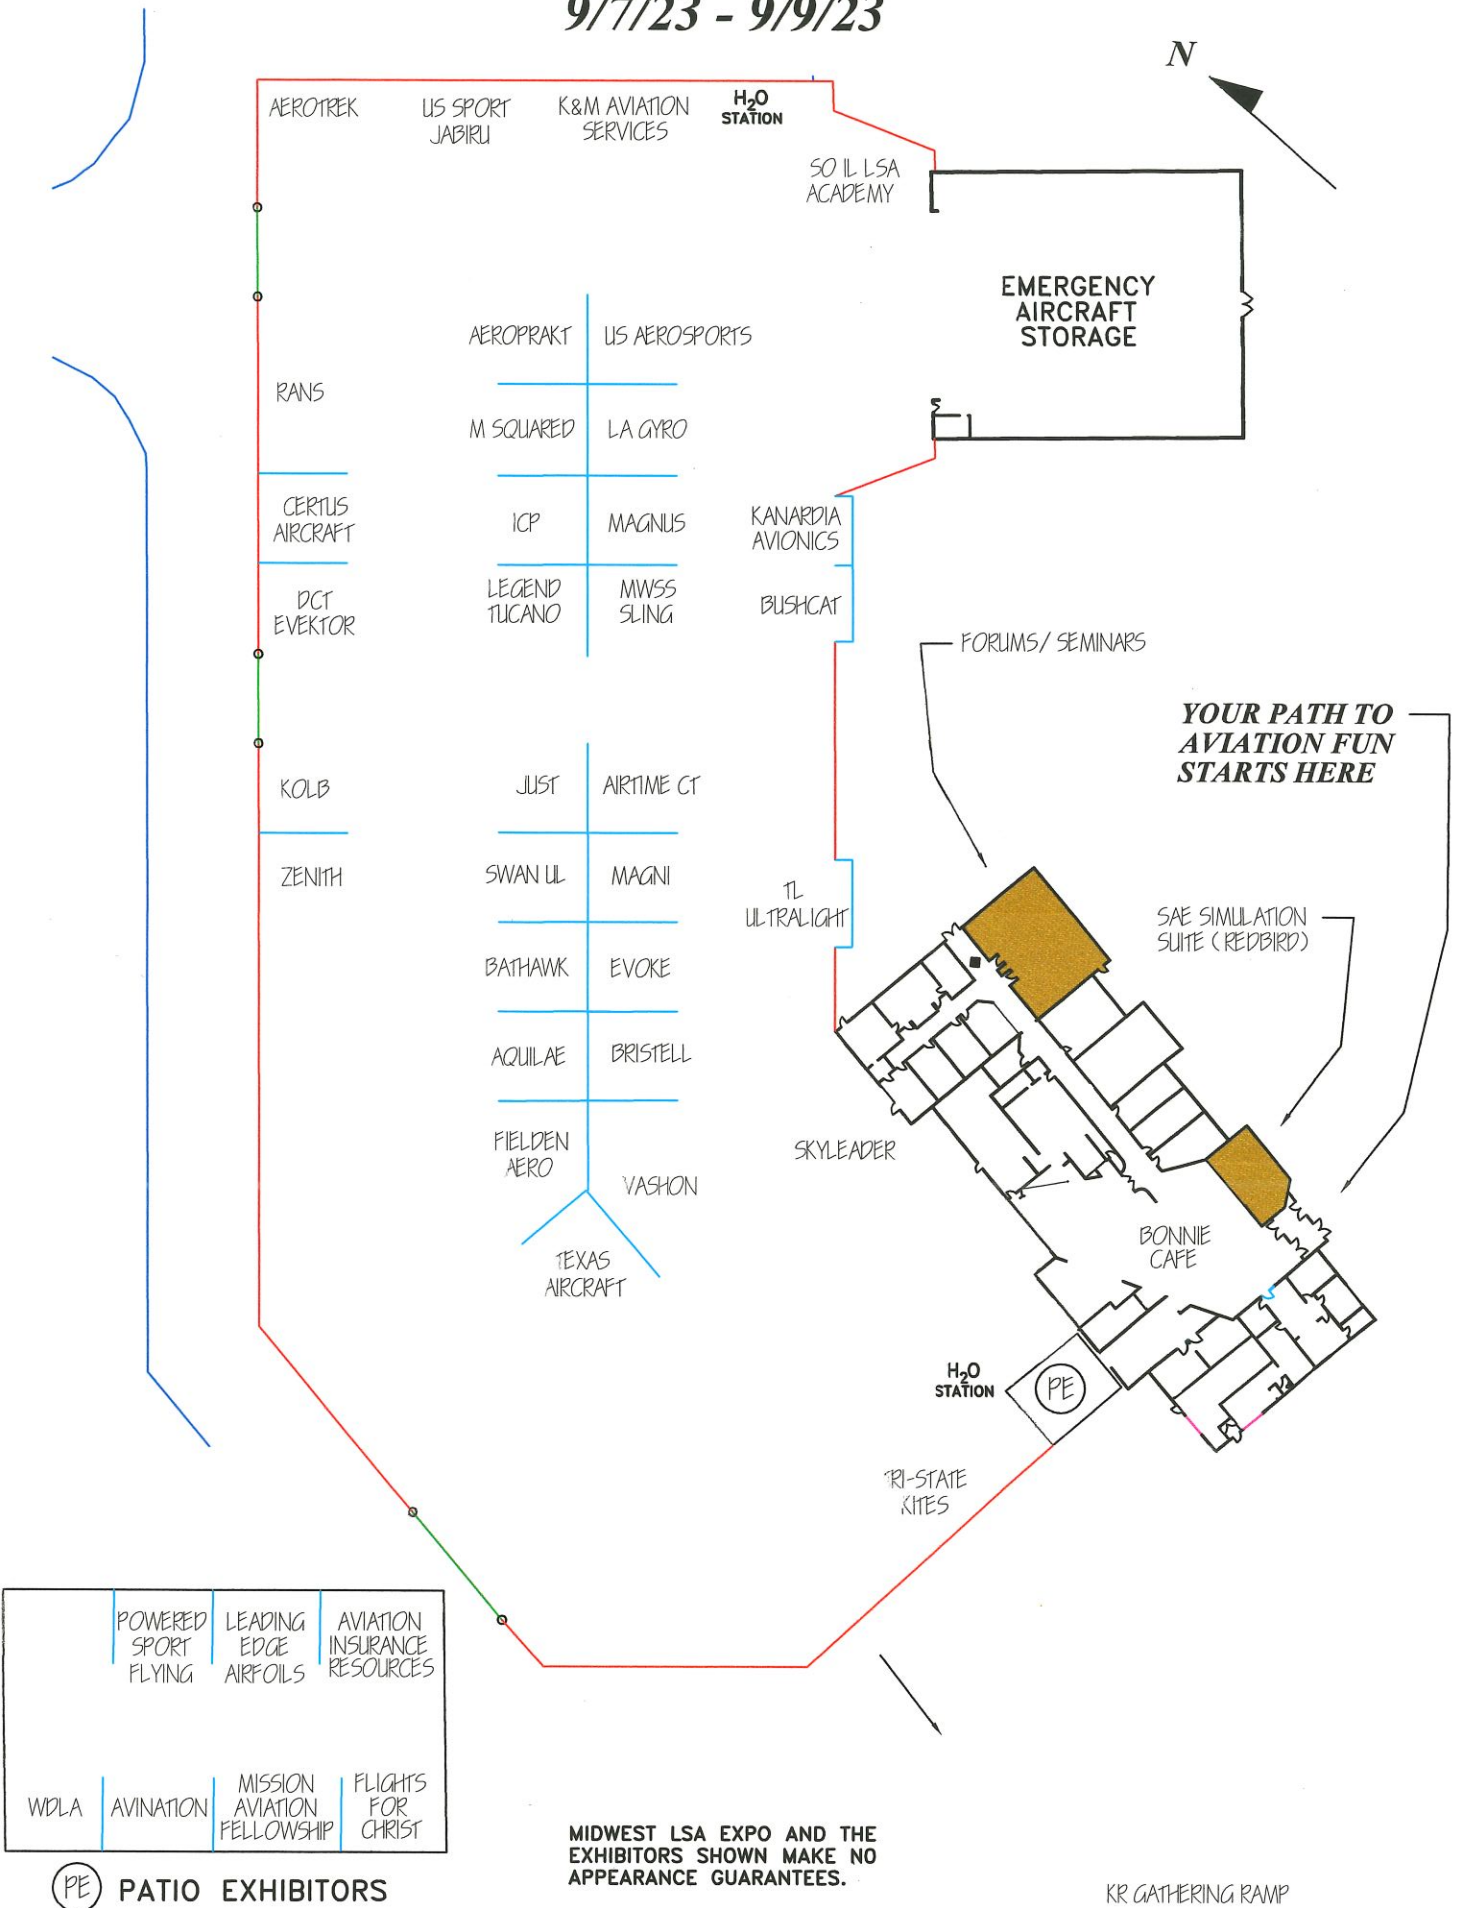 9/7/23 - 9/9/23
N
AEROTREK
US SPORT
JABIRU
K&M AVIATION
SERVICES
H2O
STATION
SO IL LSA
ACADEMY
EMERGENCY
AIRCRAFT
STORAGE
AEROPRAKT
US AEROSPORTS
RANS
M SQUARED
LA GYRO
CERTUS
AIRCRAFT
ICP
MAGNUS
KANARDIA
AVIONICS
DCT
EVEKTOR
LEGEND
TUCANO
MWSS
SLING
BUSHCAT
FORUMS/ SEMINARS
YOUR PATH TO
AVIATION FUN
STARTS HERE
KOLB
JUST
AIRTIME CT
ZENITH
SWAN UL
MAGNI
TL
ULTRALIGHT
SAE SIMULATION
SUITE (REDBIRD)
BATHAWK
EVOKE
AQUILAE
BRISTELL
FIELDEN
AERO
VASHON
SKYLEADER
TEXAS
AIRCRAFT
BONNIE
CAFE
H2O
STATION
PE
TRI-STATE
KITES
POWERED
SPORT
FLYING
LEADING
EDGE
AIRFOILS
AVIATION
INSURANCE
RESOURCES
WDLA
AVINATION
MISSION
AVIATION
FELLOWSHIP
FLIGHTS
FOR
CHRIST
PE PATIO EXHIBITORS
MIDWEST LSA EXPO AND THE
EXHIBITORS SHOWN MAKE NO
APPEARANCE GUARANTEES.
KR GATHERING RAMP